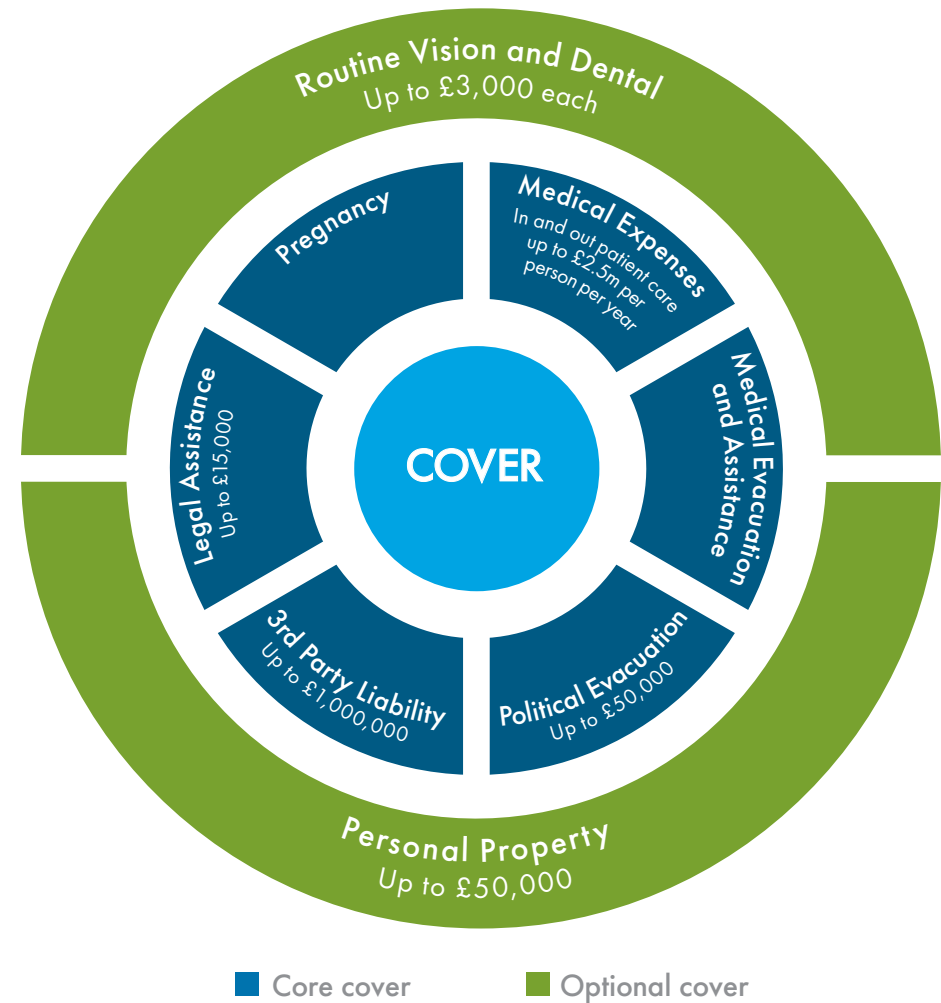 Routine Vision and Dental
Up to £3,000 each
Pregnancy
Medical Expenses
In and out patient care
up to £2.5m per
person per year
Legal Assistance
Up to £15,000
COVER
Medical Evacuation
and Assistance
3rd Party Liability
Up to £1,000,000
Political Evacuation
Up to £50,000
Personal Property
Up to £50,000
Core cover
Optional cover